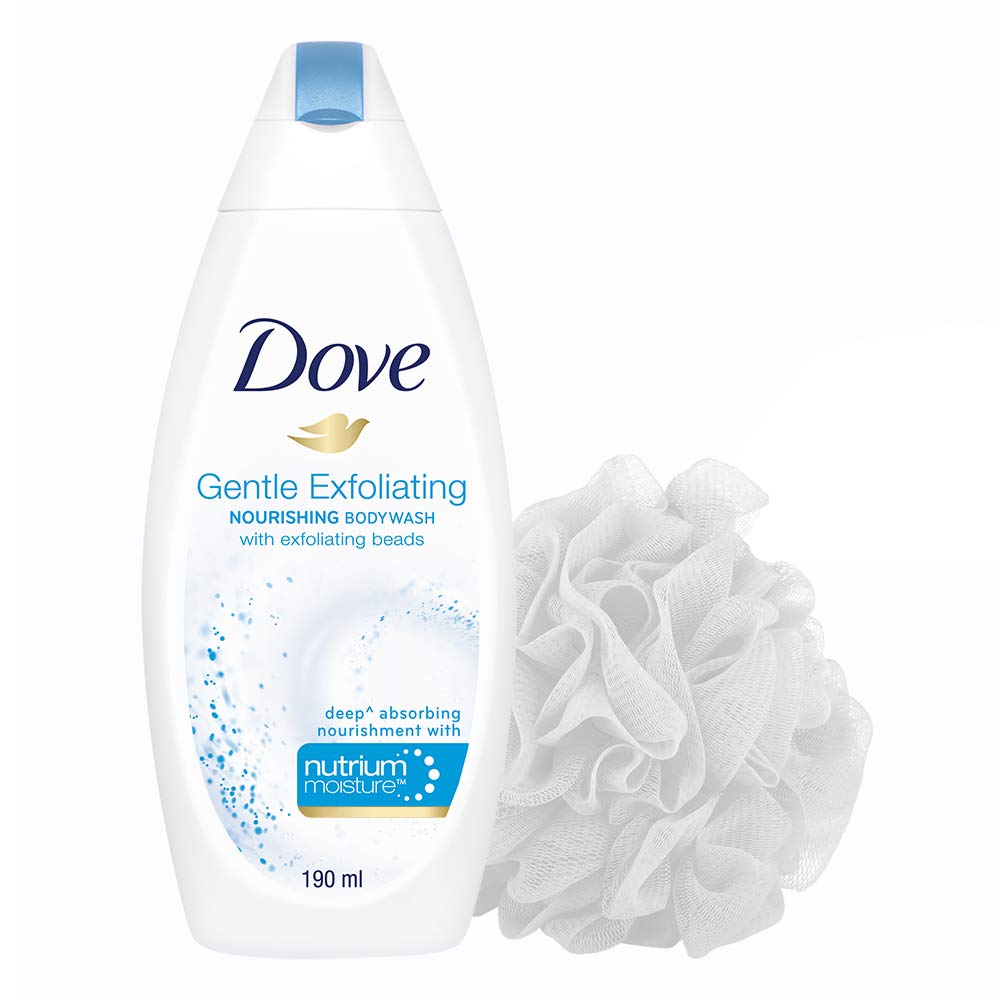 Dove
Gentle Exfoliating
NOURISHING BODYWASH
with exfoliating beads
deep^ absorbing
nourishment with
nutrium
moisture™
190 ml